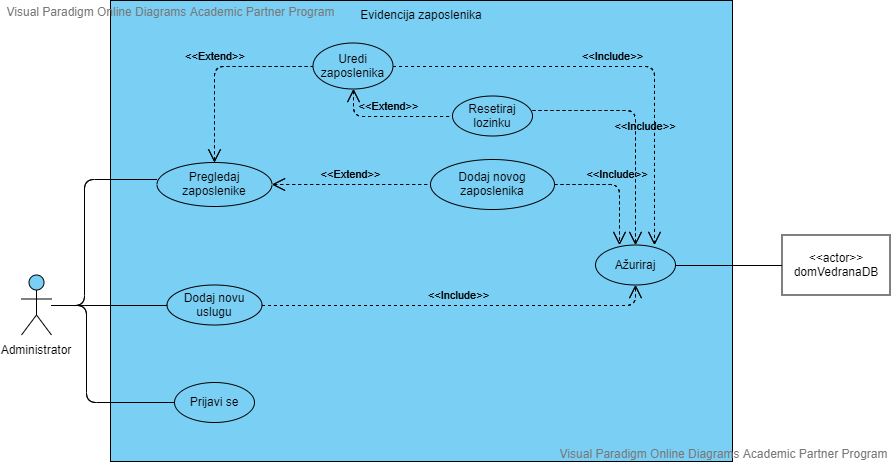 Visual Paradigm Online Diagrams Academic Partner Program
Evidencija zaposlenika
<<Extend>>
Uredi
zaposlenika
<<Include>>
<<Extend>>
Resetiraj
lozinku
<<Include>>
Pregledaj
zaposlenike
<<Extend>>
Dodaj novog
zaposlenika
<<Include>>
Ažuriraj
<<actor>>
domVedranaDB
Administrator
Dodaj novu
uslugu
<<Include>>
Prijavi se
Visual Paradigm Online Diagrams Academic Partner Program